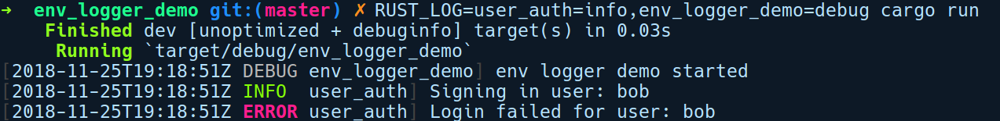 ➜  env_logger_demo git:(master) ✗ RUST_LOG=user_auth=info,env_logger_demo=debug cargo run
    Finished dev [unoptimized + debuginfo] target(s) in 0.03s
     Running `target/debug/env_logger_demo`
[2018-11-25T19:18:51Z DEBUG env_logger_demo] env logger demo started
[2018-11-25T19:18:51Z INFO  user_auth] Signing in user: bob
[2018-11-25T19:18:51Z ERROR user_auth] Login failed for user: bob